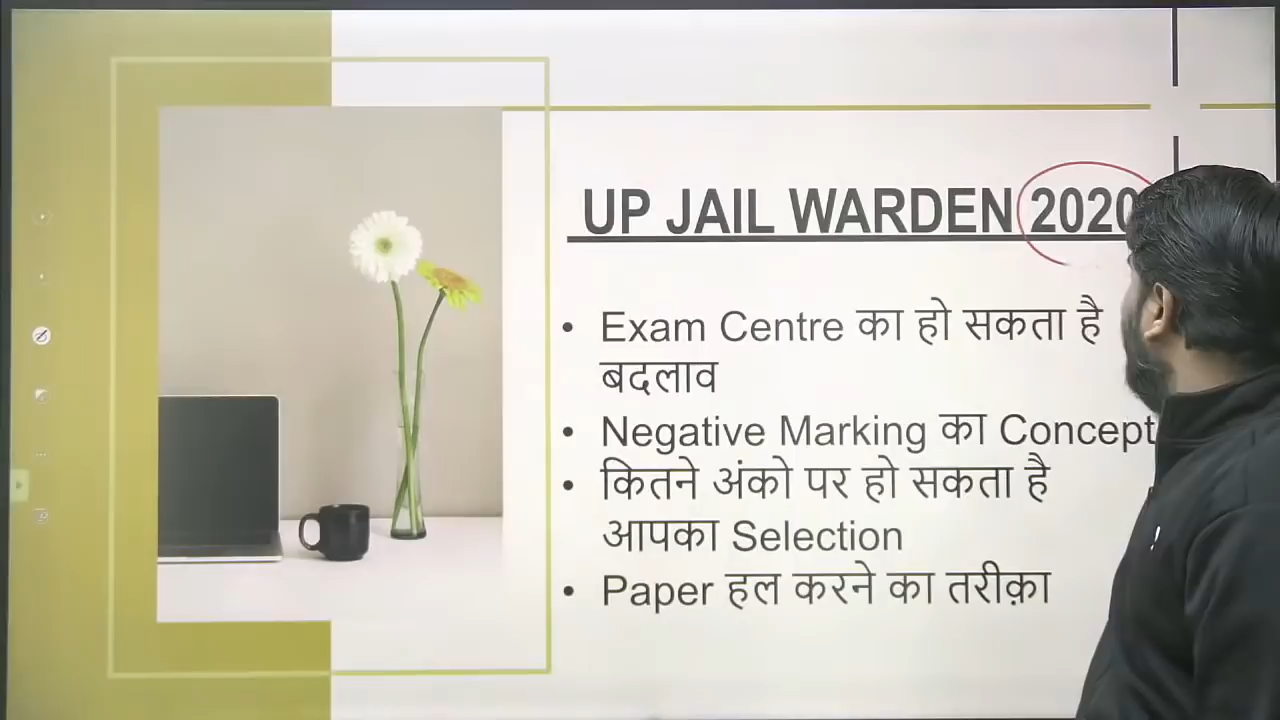 UP JAIL WARDEN 2020
• Exam Centre का हो सकता है
बदलाव
• Negative Marking का Concept
• कितने अंको पर हो सकता है
आपका Selection
• Paper हल करने का तरीक़ा